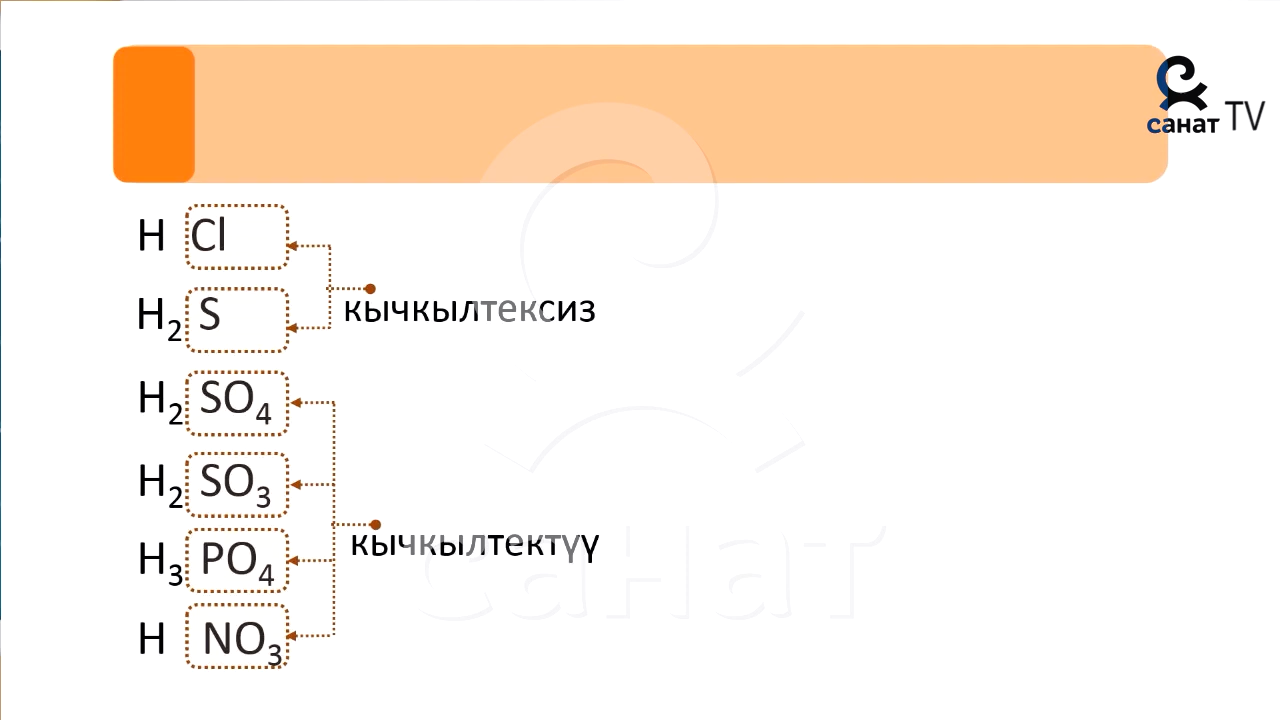 санат TV
H Cl
H₂ S
кычкылтексиз
H₂ SO₄
H₂ SO₃
кычкылтектүү
H₃ PO₄
H NO₃
санат